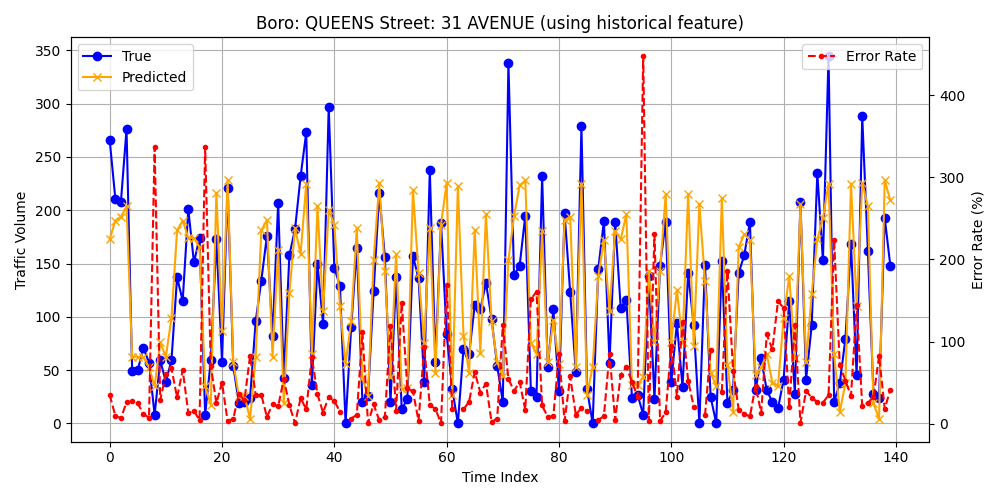 Boro: QUEENS Street: 31 AVENUE (using historical feature)
True
Predicted
Error Rate
Traffic Volume
350
300
250
200
150
100
50
0
400
300
200
100
0
Error Rate (%)
0 20 40 60 80 100 120 140
Time Index